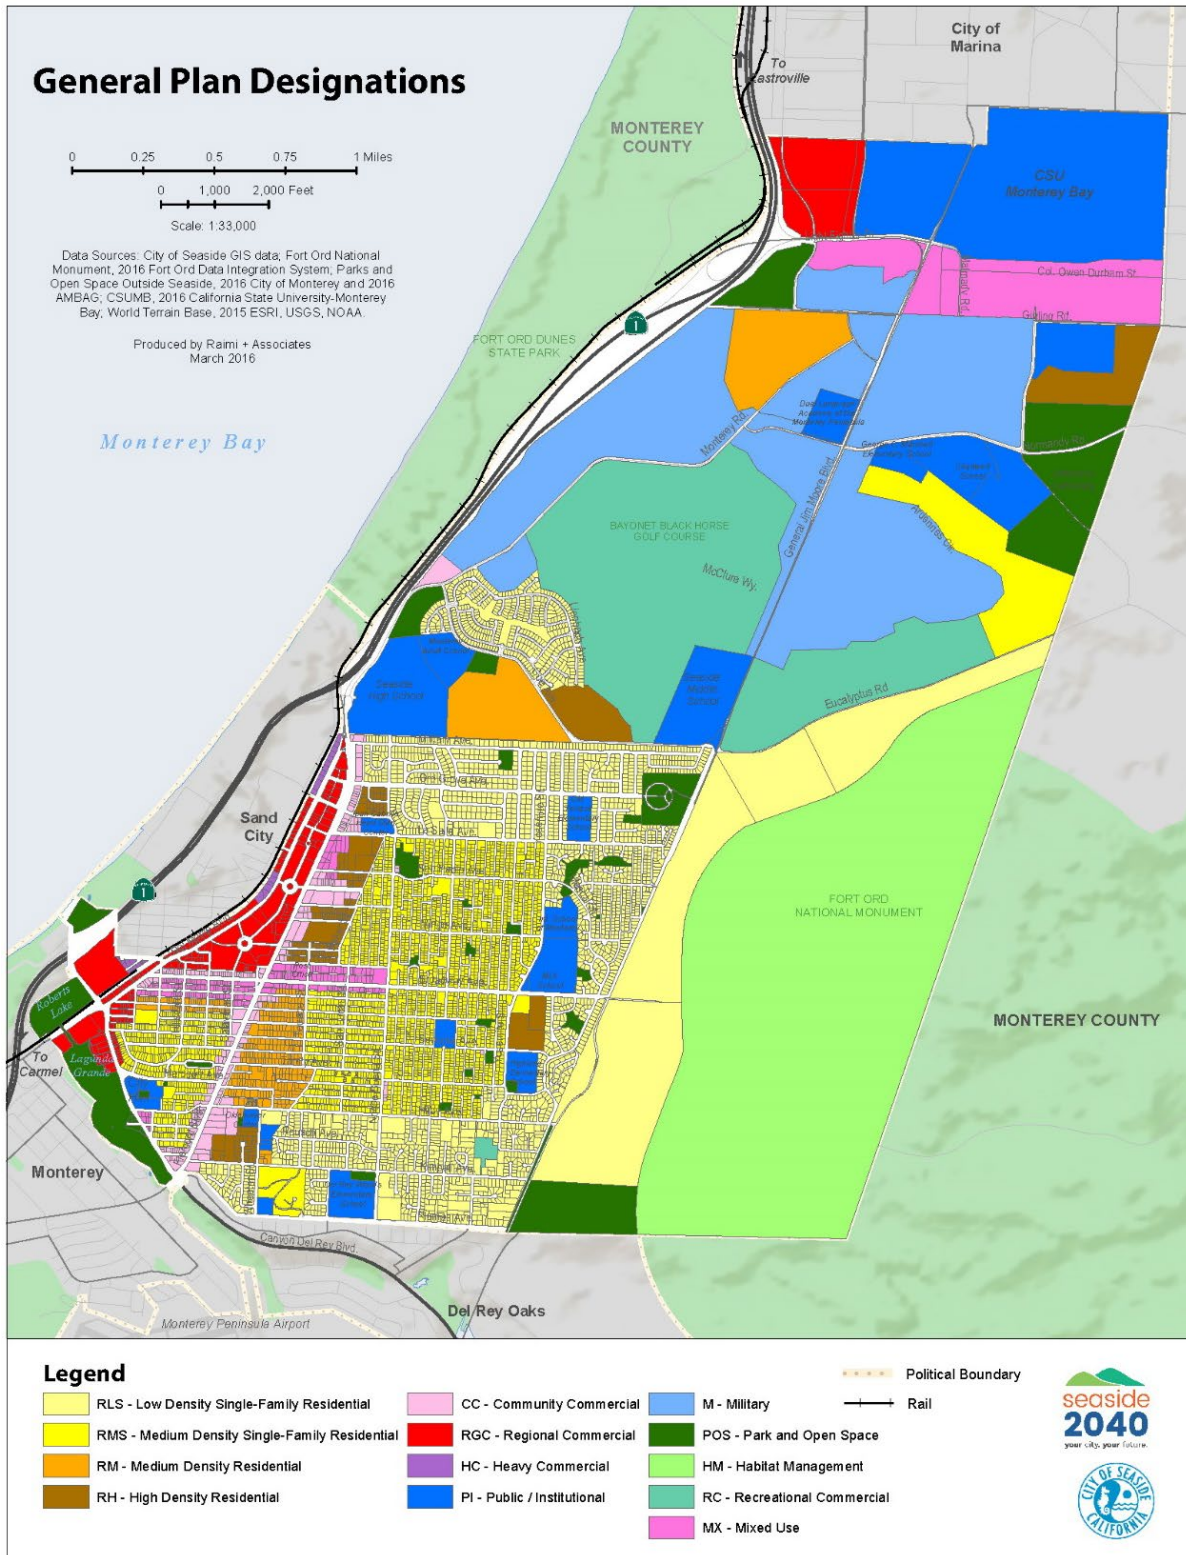 General Plan Designations
0 0.25 0.5 0.75 1 Miles
0 1,000 2,000 Feet
Scale: 1:33,000
Data Sources: City of Seaside GIS data; Fort Ord National
Monument, 2016 Fort Ord Data Integration System; Parks and
Open Space Outside Seaside, 2016 City of Monterey and 2016
AMBAG; CSUMB, 2016 California State University-Monterey
Bay; World Terrain Base, 2015 ESRI, USGS, NOAA.
Produced by Raimi + Associates
March 2016
City of
Marina
To
MONTEREY
COUNTY
CSU
Monterey Bay
Col. Owen Durham St.
Gigling Rd.
1
FORT ORD DUNES
STATE PARK
Monterey Bay
Monterey Rd.
Normandy Rd.
General Jim Moore Blvd.
BAYONET BLACK HORSE
GOLF COURSE
McClure Wy.
Ardennes Cir.
Seaside
High School
Seaside
Middle
School
Eucalyptus Rd
Sand
City
1
FORT ORD
NATIONAL MONUMENT
Roberts
Lake
MONTEREY COUNTY
To
Carmel
Laguna
Grande
Monterey
Canyon Del Rey Blvd.
Del Rey Oaks
Monterey Peninsula Airport
Legend
RLS - Low Density Single-Family Residential
RMS - Medium Density Single-Family Residential
RM - Medium Density Residential
RH - High Density Residential
CC - Community Commercial
RGC - Regional Commercial
HC - Heavy Commercial
PI - Public / Institutional
M - Military
POS - Park and Open Space
HM - Habitat Management
RC - Recreational Commercial
MX - Mixed Use
Political Boundary
Rail
seaside
2040
your city. your future.
CITY OF SEASIDE
CALIFORNIA